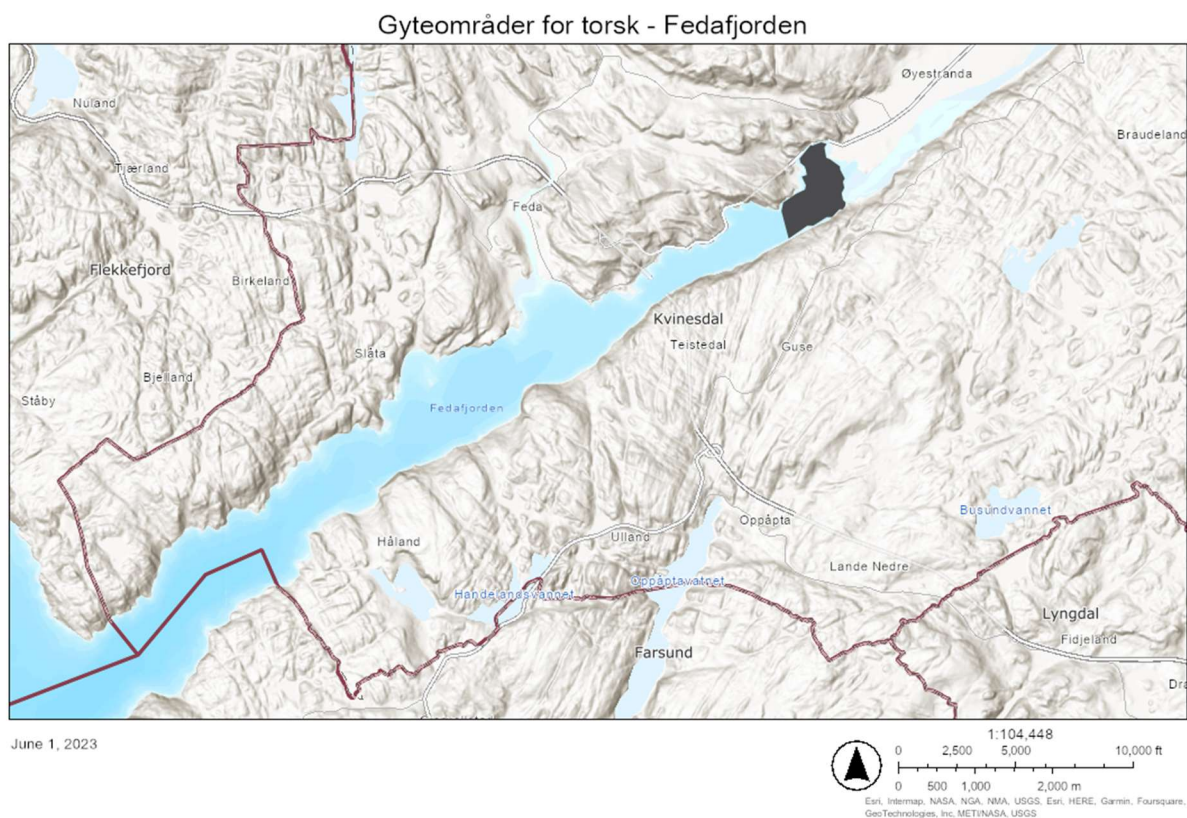 Gyteområder for torsk - Fedafjorden
Øyestranda
Nuland
Braudeland
Tjærland
Feda
Flekkefjord
Birkeland
Kvinesdal
Teistedal
Guse
Slåta
Bjelland
Ståby
Fedafjorden
Busundvannet
Oppåpta
Ulland
Håland
Lande Nedre
Oppåptavatnet
Handelandsvannet
Lyngdal
Fidjeland
Farsund
Dra
June 1, 2023
1:104,448
0 2,500 5,000 10,000 ft
0 500 1,000 2,000 m
Esri, Intermap, NASA, NGA, NMA, USGS, Esri, HERE, Garmin, Foursquare,
GeoTechnologies, Inc, METI/NASA, USGS